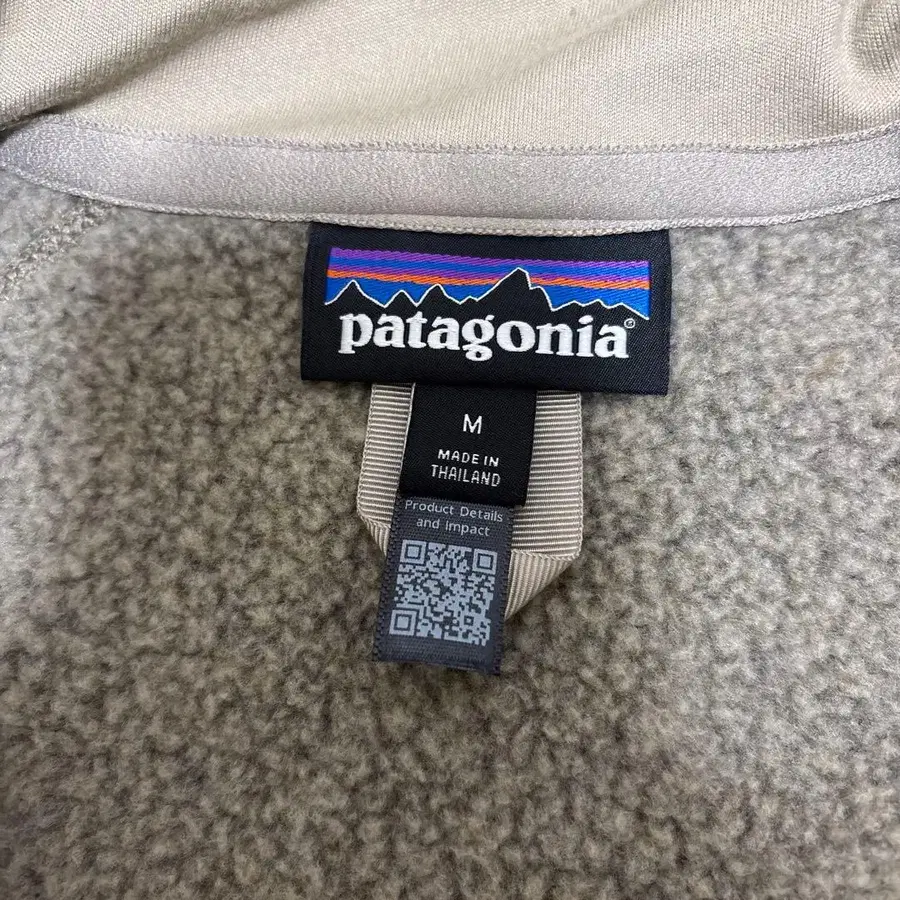 patagonia®
M
MADE IN
THAILAND
Product Details
and Impact